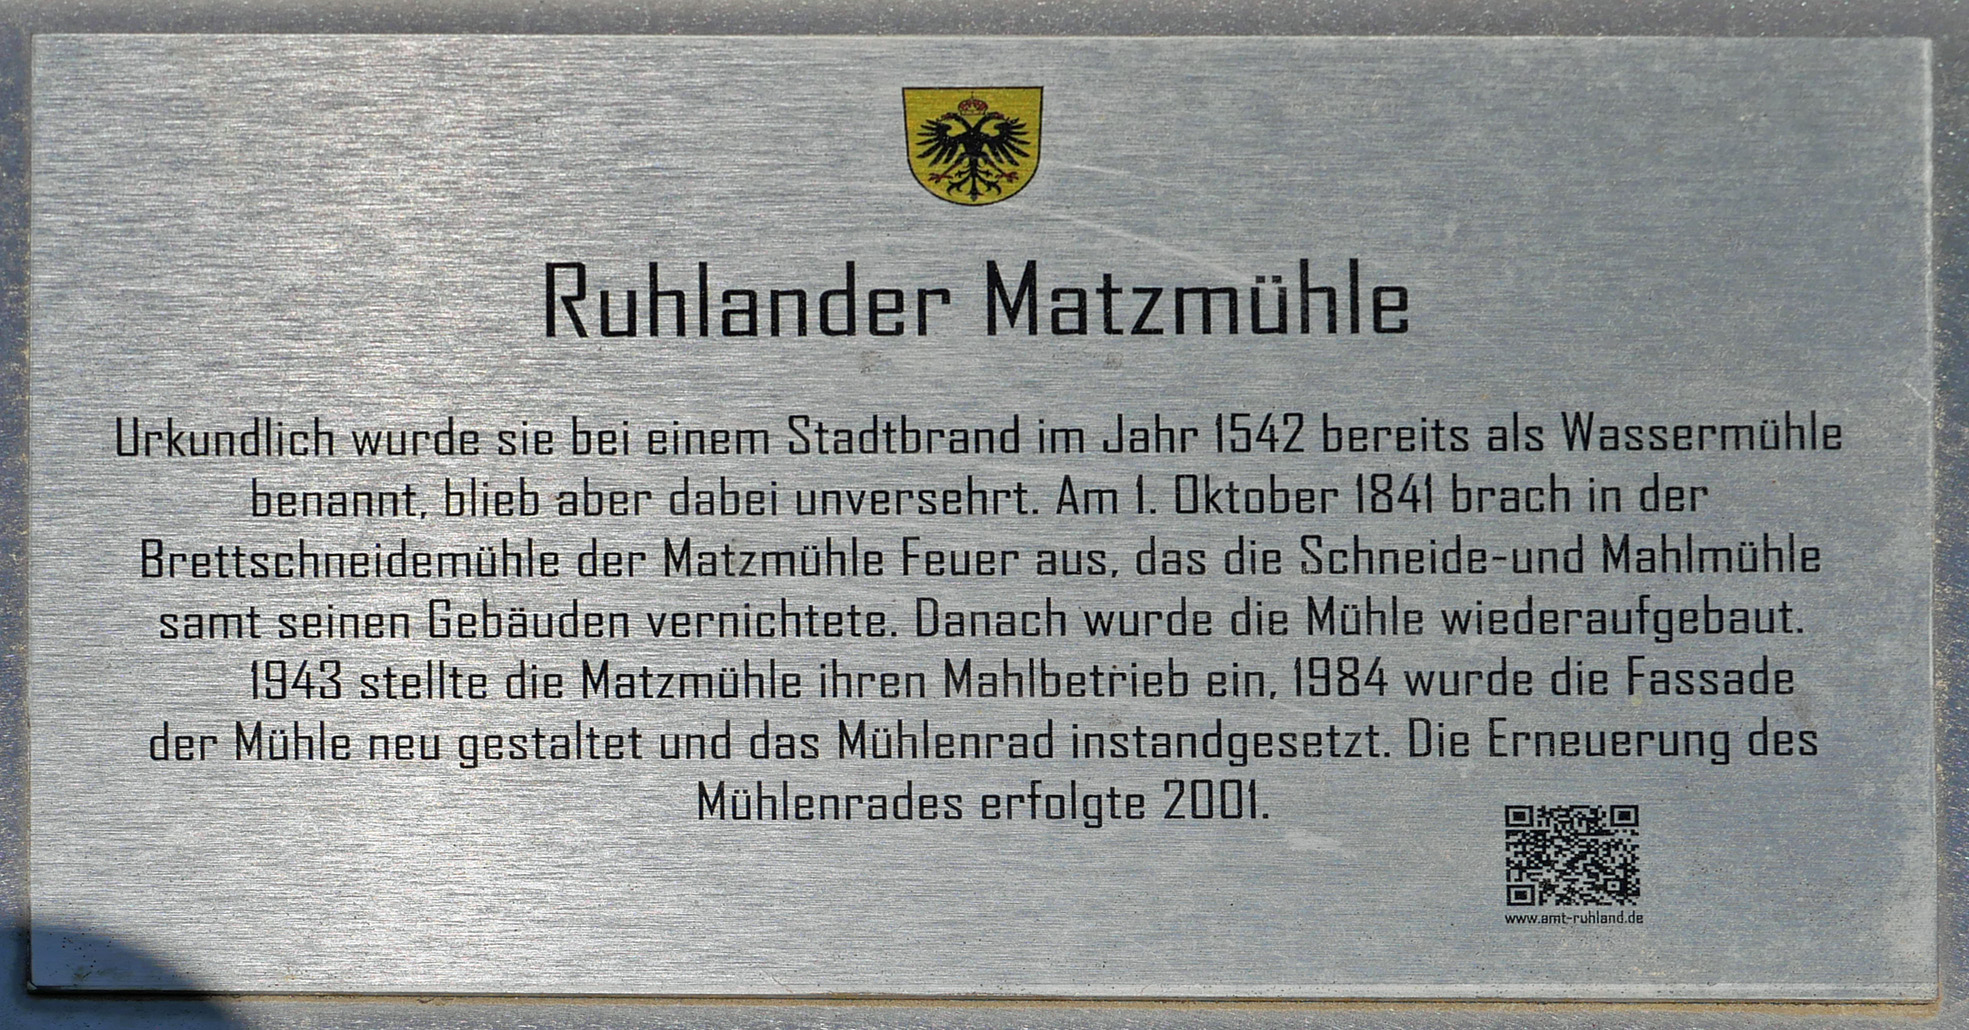 Ruhlander Matzmühle
Urkundlich wurde sie bei einem Stadtbrand im Jahr 1542 bereits als Wassermühle
benannt, blieb aber dabei unversehrt. Am 1. Oktober 1841 brach in der
Brettschneidemühle der Matzmühle Feuer aus, das die Schneide-und Mahlmühle
samt seinen Gebäuden vernichtete. Danach wurde die Mühle wiederaufgebaut.
1943 stellte die Matzmühle ihren Mahlbetrieb ein, 1984 wurde die Fassade
der Mühle neu gestaltet und das Mühlenrad instandgesetzt. Die Erneuerung des
Mühlenrades erfolgte 2001.
www.amt-ruhland.de